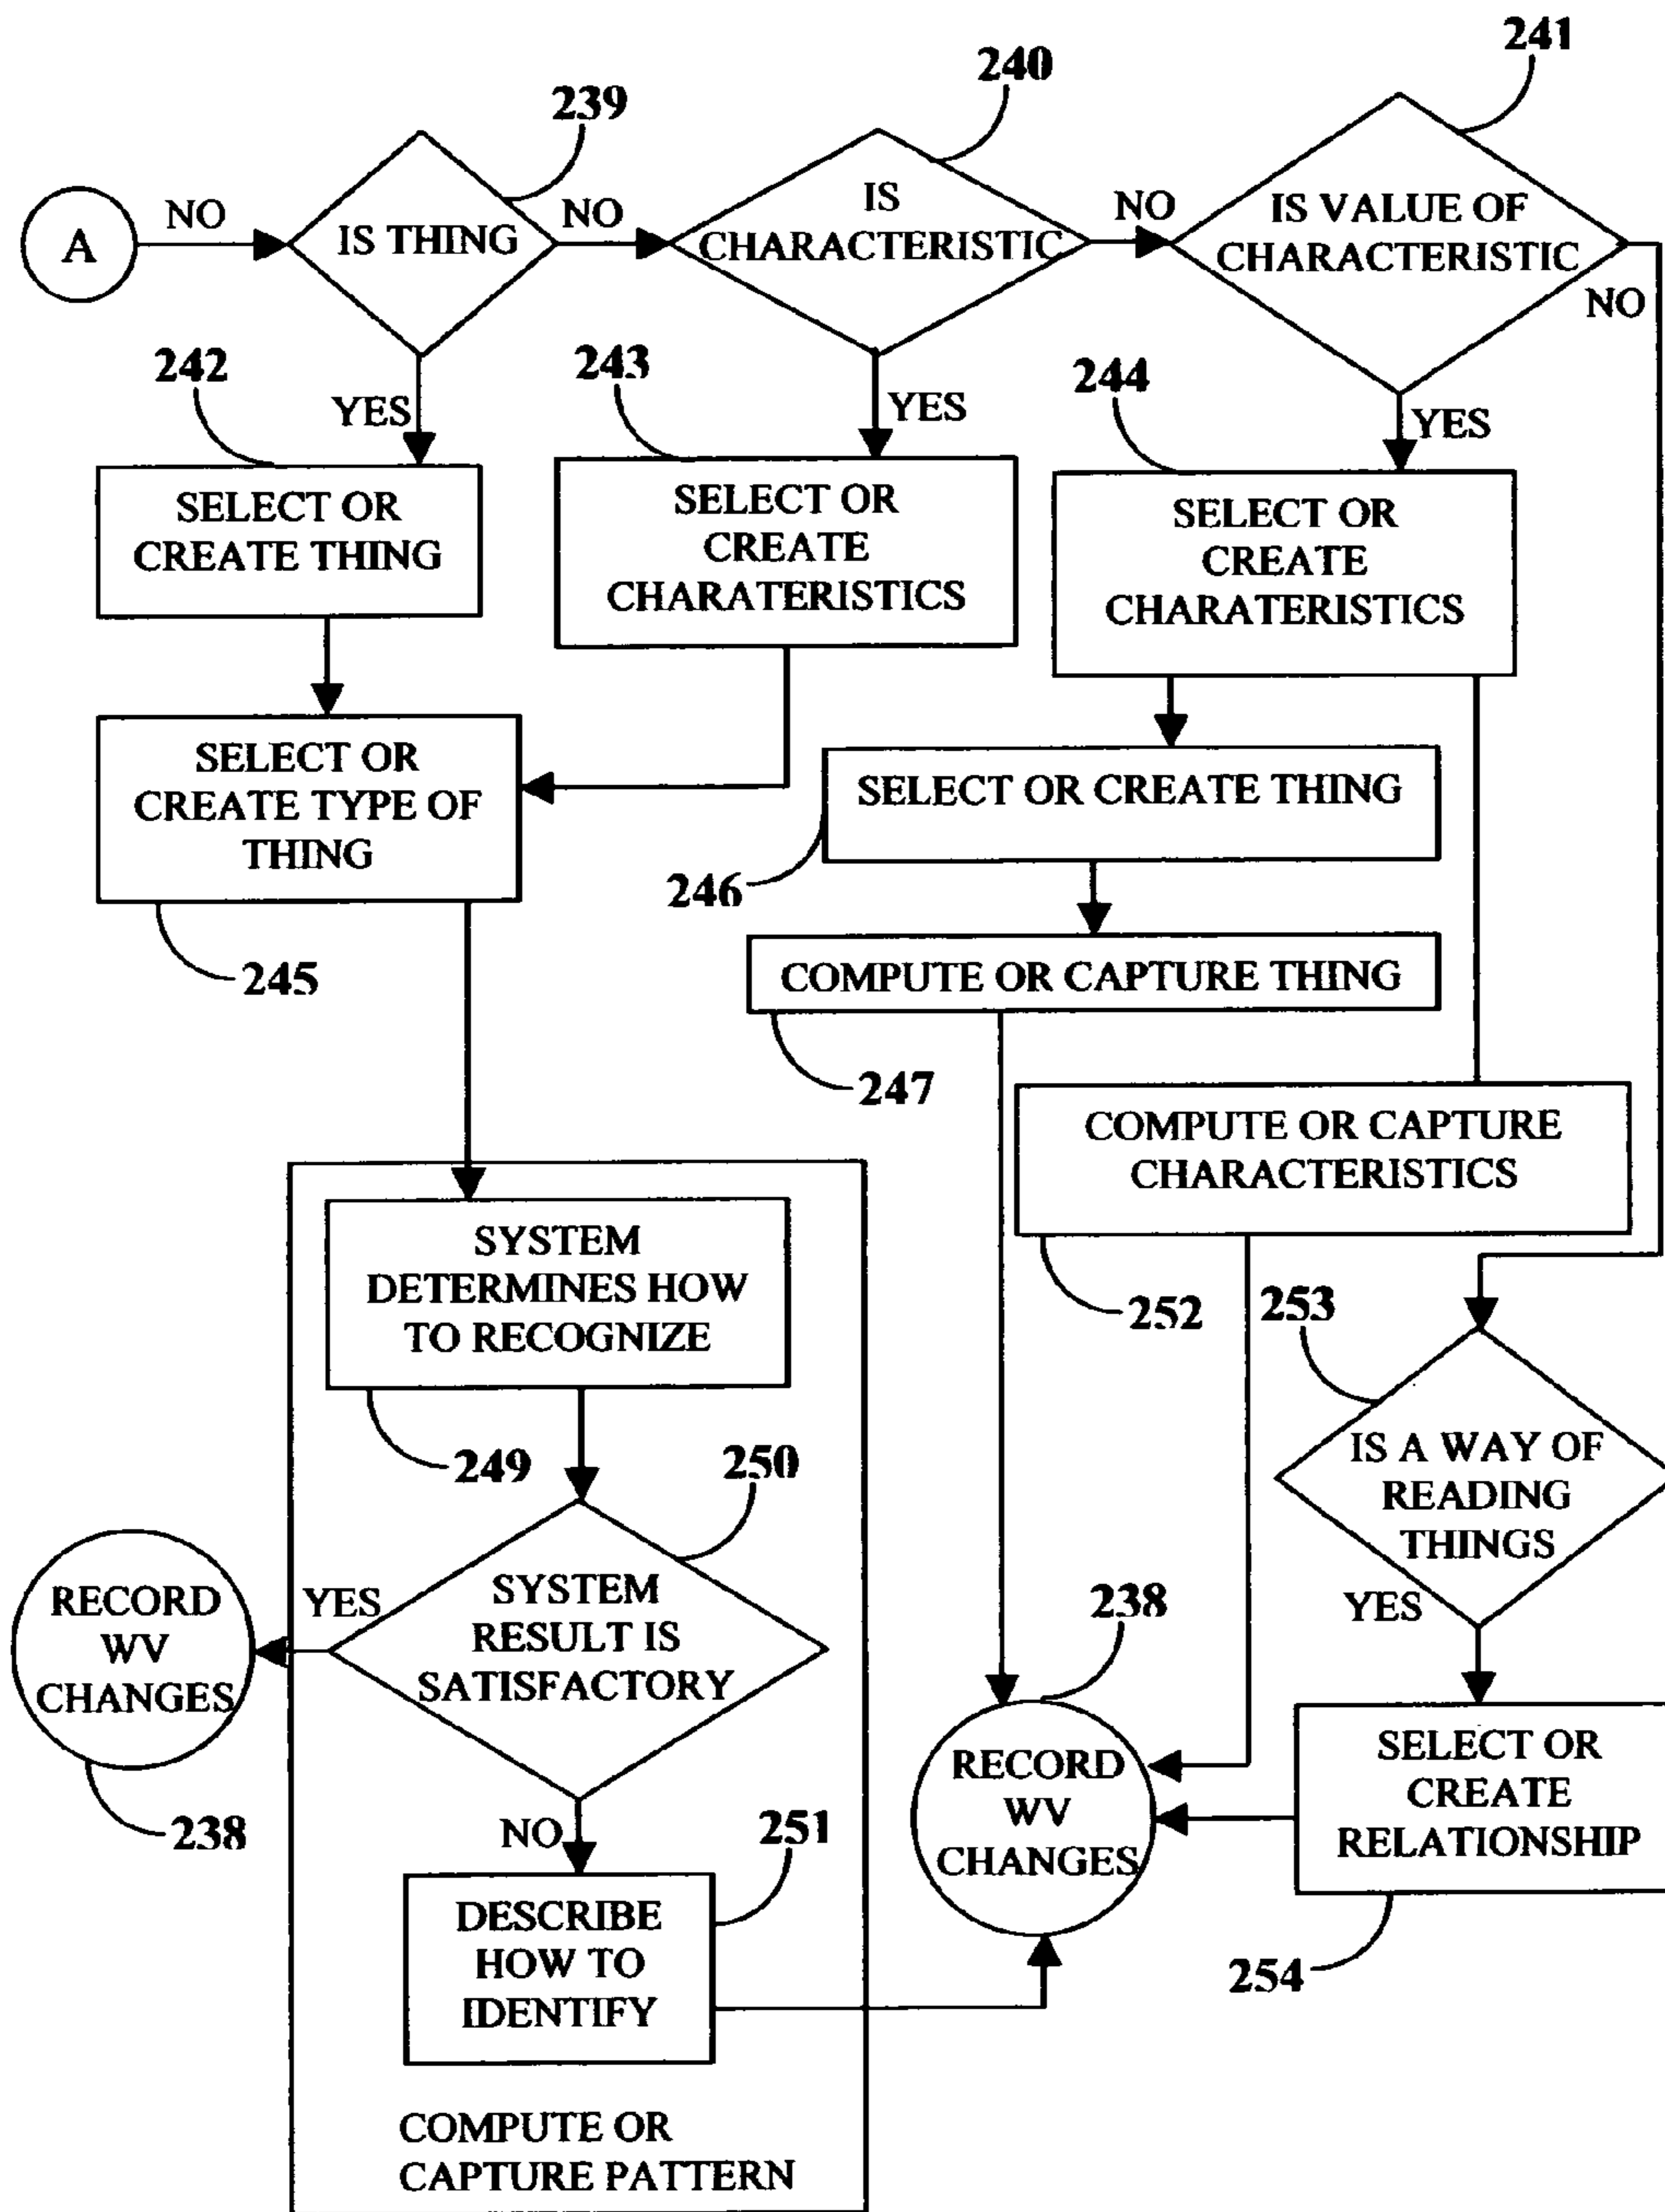 241
240
239
NO
A
IS THING
NO
IS
CHARACTERISTIC
NO
IS VALUE OF
CHARACTERISTIC
NO
242
YES
243
YES
244
YES
SELECT OR
CREATE THING
SELECT OR
CREATE
CHARATERISTICS
SELECT OR
CREATE
CHARATERISTICS
SELECT OR
CREATE TYPE OF
THING
245
SELECT OR CREATE THING
246
COMPUTE OR CAPTURE THING
247
COMPUTE OR CAPTURE
CHARACTERISTICS
252
SYSTEM
DETERMINES HOW
TO RECOGNIZE
249
250
253
IS A WAY OF
READING
THINGS
YES
RECORD
WV
CHANGES
238
YES
SYSTEM
RESULT IS
SATISFACTORY
NO
251
DESCRIBE
HOW TO
IDENTIFY
COMPUTE OR
CAPTURE PATTERN
238
RECORD
WV
CHANGES
SELECT OR
CREATE
RELATIONSHIP
254